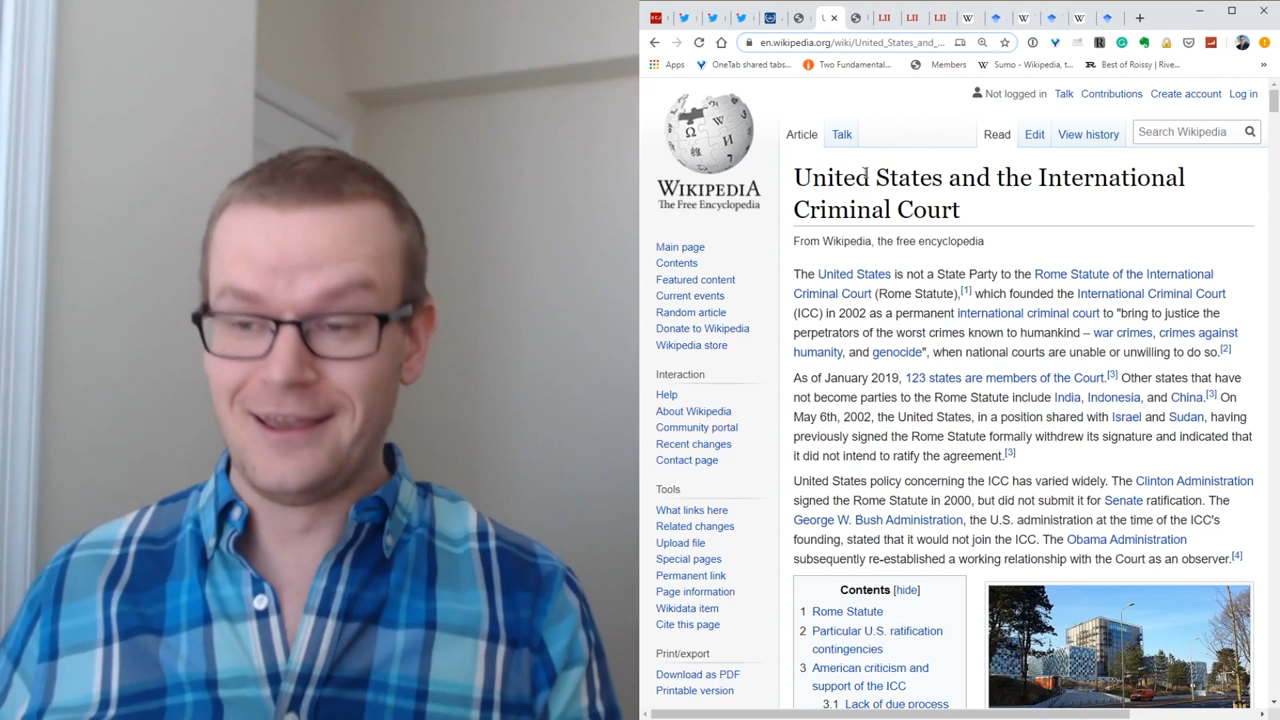 en.wikipedia.org/wiki/United_States_and_...
Apps
OneTab shared tabs...
Two Fundamental...
Members
Sumo - Wikipedia, t...
Best of Roissy | Rive...
»
Not logged in Talk Contributions Create account Log in
Article Talk Read Edit View history Search Wikipedia
WIKIPEDIA
The Free Encyclopedia
Main page
Contents
Featured content
Current events
Random article
Donate to Wikipedia
Wikipedia store
Interaction
Help
About Wikipedia
Community portal
Recent changes
Contact page
Tools
What links here
Related changes
Upload file
Special pages
Permanent link
Page information
Wikidata item
Cite this page
Print/export
Download as PDF
Printable version
United States and the International
Criminal Court
From Wikipedia, the free encyclopedia
The United States is not a State Party to the Rome Statute of the International
Criminal Court (Rome Statute),[1] which founded the International Criminal Court
(ICC) in 2002 as a permanent international criminal court to "bring to justice the
perpetrators of the worst crimes known to humankind – war crimes, crimes against
humanity, and genocide", when national courts are unable or unwilling to do so.[2]
As of January 2019, 123 states are members of the Court.[3] Other states that have
not become parties to the Rome Statute include India, Indonesia, and China.[3] On
May 6th, 2002, the United States, in a position shared with Israel and Sudan, having
previously signed the Rome Statute formally withdrew its signature and indicated that
it did not intend to ratify the agreement.[3]
United States policy concerning the ICC has varied widely. The Clinton Administration
signed the Rome Statute in 2000, but did not submit it for Senate ratification. The
George W. Bush Administration, the U.S. administration at the time of the ICC's
founding, stated that it would not join the ICC. The Obama Administration
subsequently re-established a working relationship with the Court as an observer.[4]
Contents [hide]
1 Rome Statute
2 Particular U.S. ratification
contingencies
3 American criticism and
support of the ICC
3.1 Lack of due process